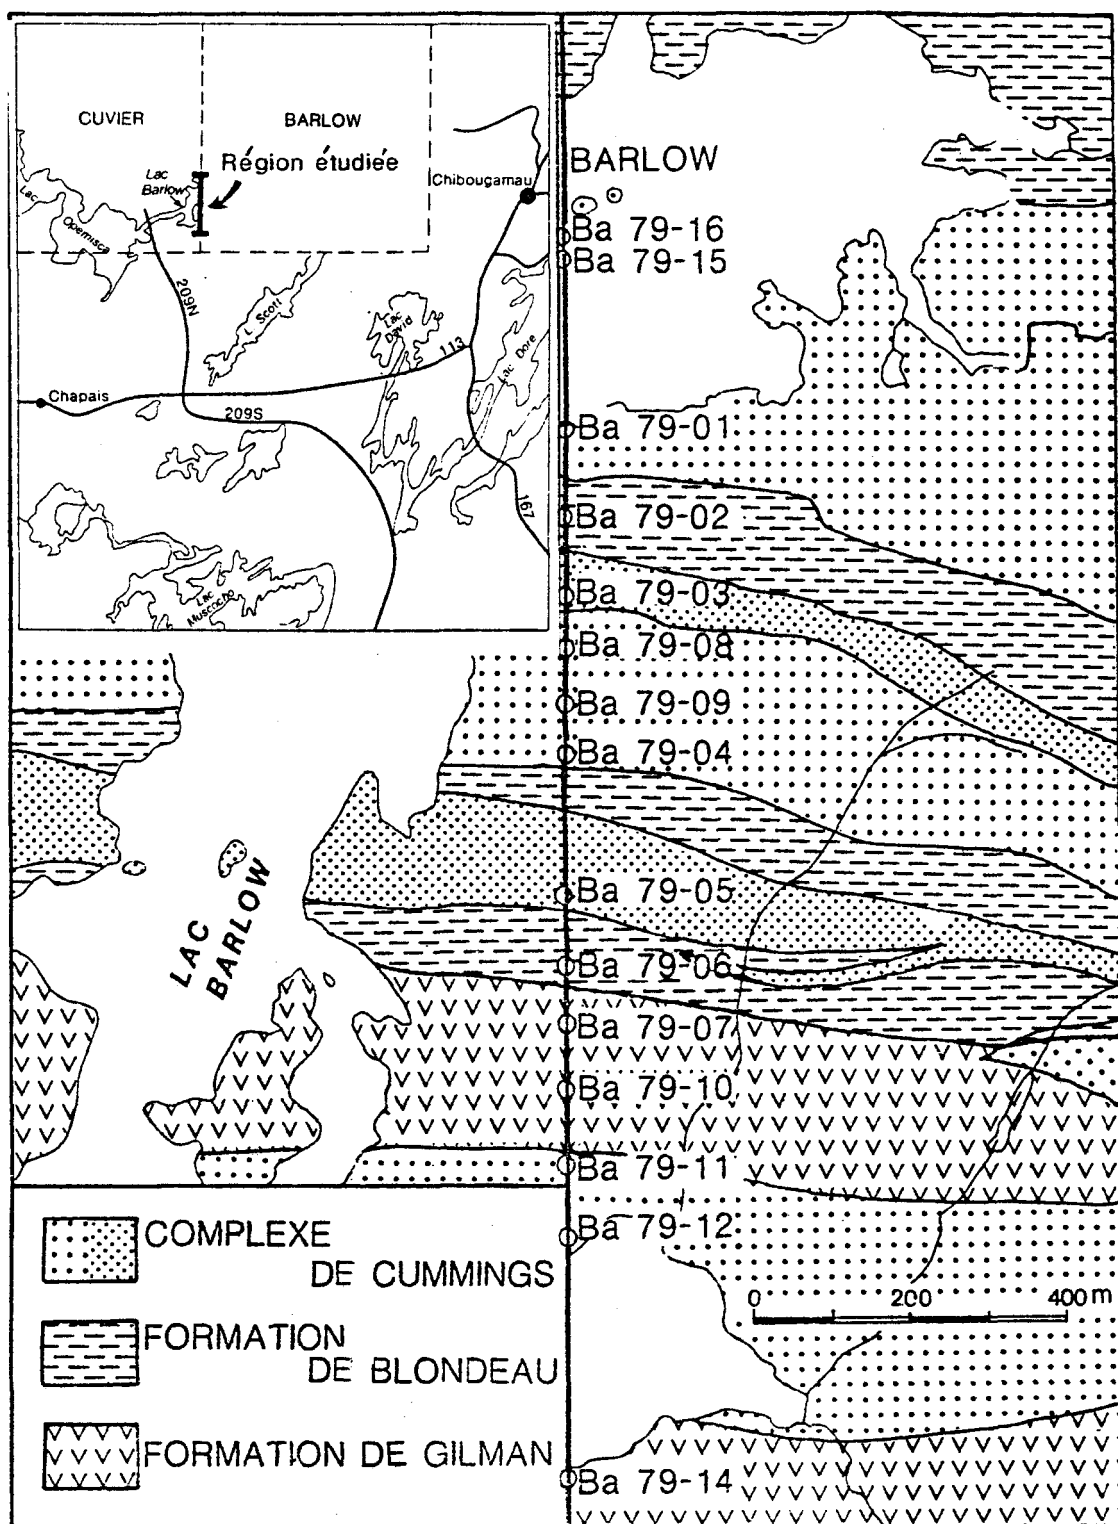 CUVIER
BARLOW
Région étudiée
Lac
Barlow
Chibougamau
Lac
Opemisca
209N
L. Scott
Lac
David
113
Lac Dore
Chapais
209S
167
Lac
Muscocho
BARLOW
Ba 79-16
Ba 79-15
Ba 79-01
Ba 79-02
Ba 79-03
Ba 79-08
Ba 79-09
Ba 79-04
Ba 79-05
Ba 79-06
Ba 79-07
Ba 79-10
Ba 79-11
Ba 79-12
Ba 79-14
LAC
BARLOW
0 200 400 m
COMPLEXE
DE CUMMINGS
FORMATION
DE BLONDEAU
FORMATION DE GILMAN